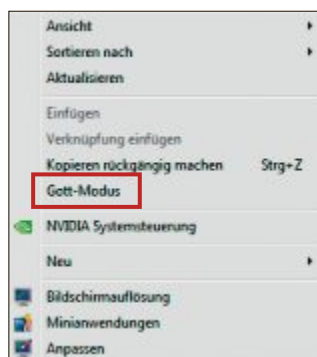 Ansicht
Sortieren nach
Aktualisieren
Einfügen
Verknüpfung einfügen
Kopieren rückgängig machen Strg+Z
Gott-Modus
NVIDIA Systemsteuerung
Neu
Bildschirmauflösung
Minianwendungen
Anpassen